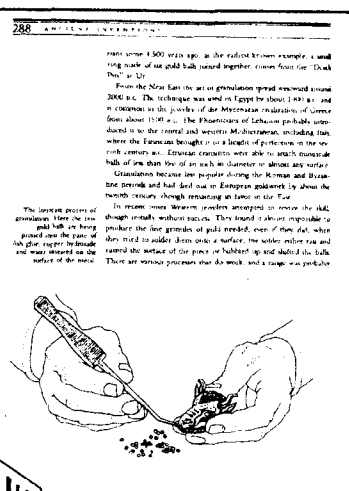 288 ANCIENT INVENTIONS
rians some 4,500 years ago, as the earliest known example, a small
ring made of six gold balls joined together, comes from the "Death
Pits" at Ur.
From the Near East the art of granulation spread westward around
2000 B.C. The technique was used in Egypt by about B.C. and
is common in the jewelry of the Mycenaean civilization of Greece
from about 1500 B.C. The Phoenicians of Lebanon probably intro-
duced it to the central and western Mediterranean, including Italy,
where the Etruscans brought it to a height of perfection in the sev-
enth century B.C. Etruscan craftsmen were able to attach minuscule
balls of less than of an inch in diameter to almost any surface.
Granulation became less popular during the Roman and Byzan-
tine periods and had died out in European goldwork by about the
twelfth century though remaining in favor in the East.
In recent times Western jewelers attempted to revive the skill,
though initially without success. They found it almost impossible to
produce the fine granules of gold needed, even if they did, when
they tried to solder them onto a surface, the solder either ran and
ruined the surface of the piece or bubbled up and shifted the balls.
There are various processes that do work, and a range was probably
The laborious process of
granulation. Here the tiny
gold balls are being
pressed into the paste of
fish glue, copper hydroxide
and water smeared on the
surface of the metal